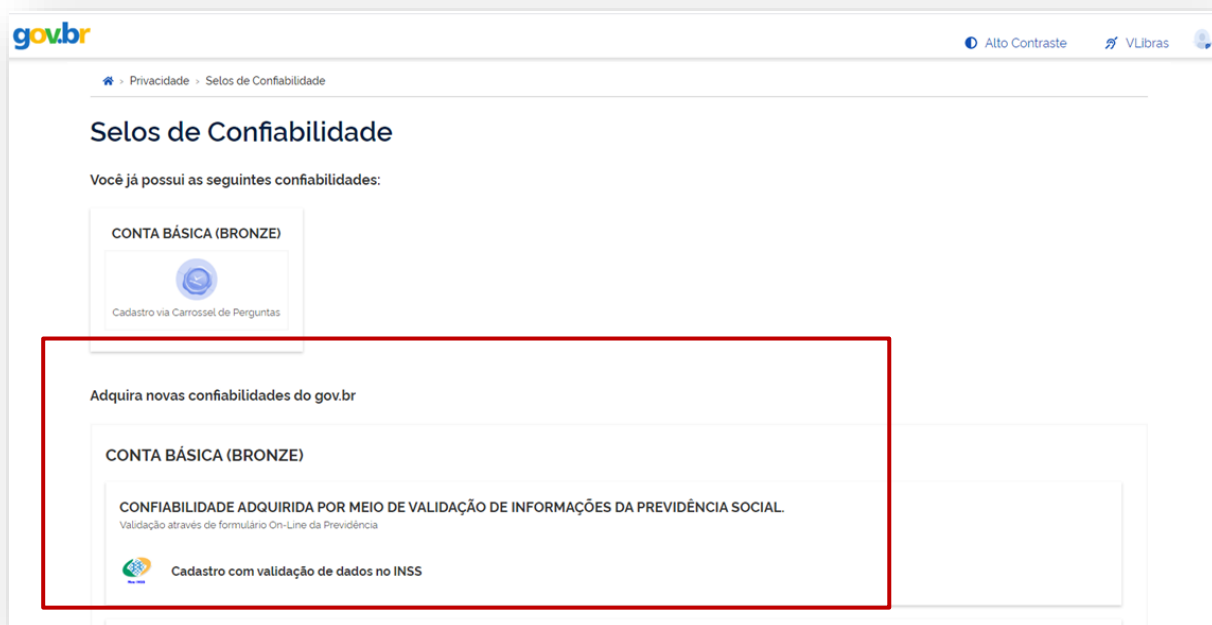 gov.br
Alto Contraste
VLibras
Privacidade > Selos de Confiabilidade
Selos de Confiabilidade
Você já possui as seguintes confiabilidades:
CONTA BÁSICA (BRONZE)
Cadastro via Carrossel de Perguntas
Adquira novas confiabilidades do gov.br
CONTA BÁSICA (BRONZE)
CONFIABILIDADE ADQUIRIDA POR MEIO DE VALIDAÇÃO DE INFORMAÇÕES DA PREVIDÊNCIA SOCIAL.
Validação através de formulário On-Line da Previdência
Cadastro com validação de dados no INSS